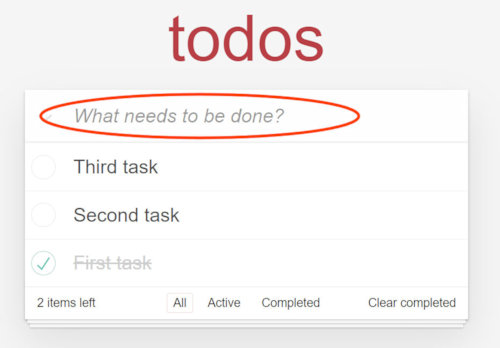 todos
What needs to be done?
Third task
Second task
First task
2 items left All Active Completed Clear completed